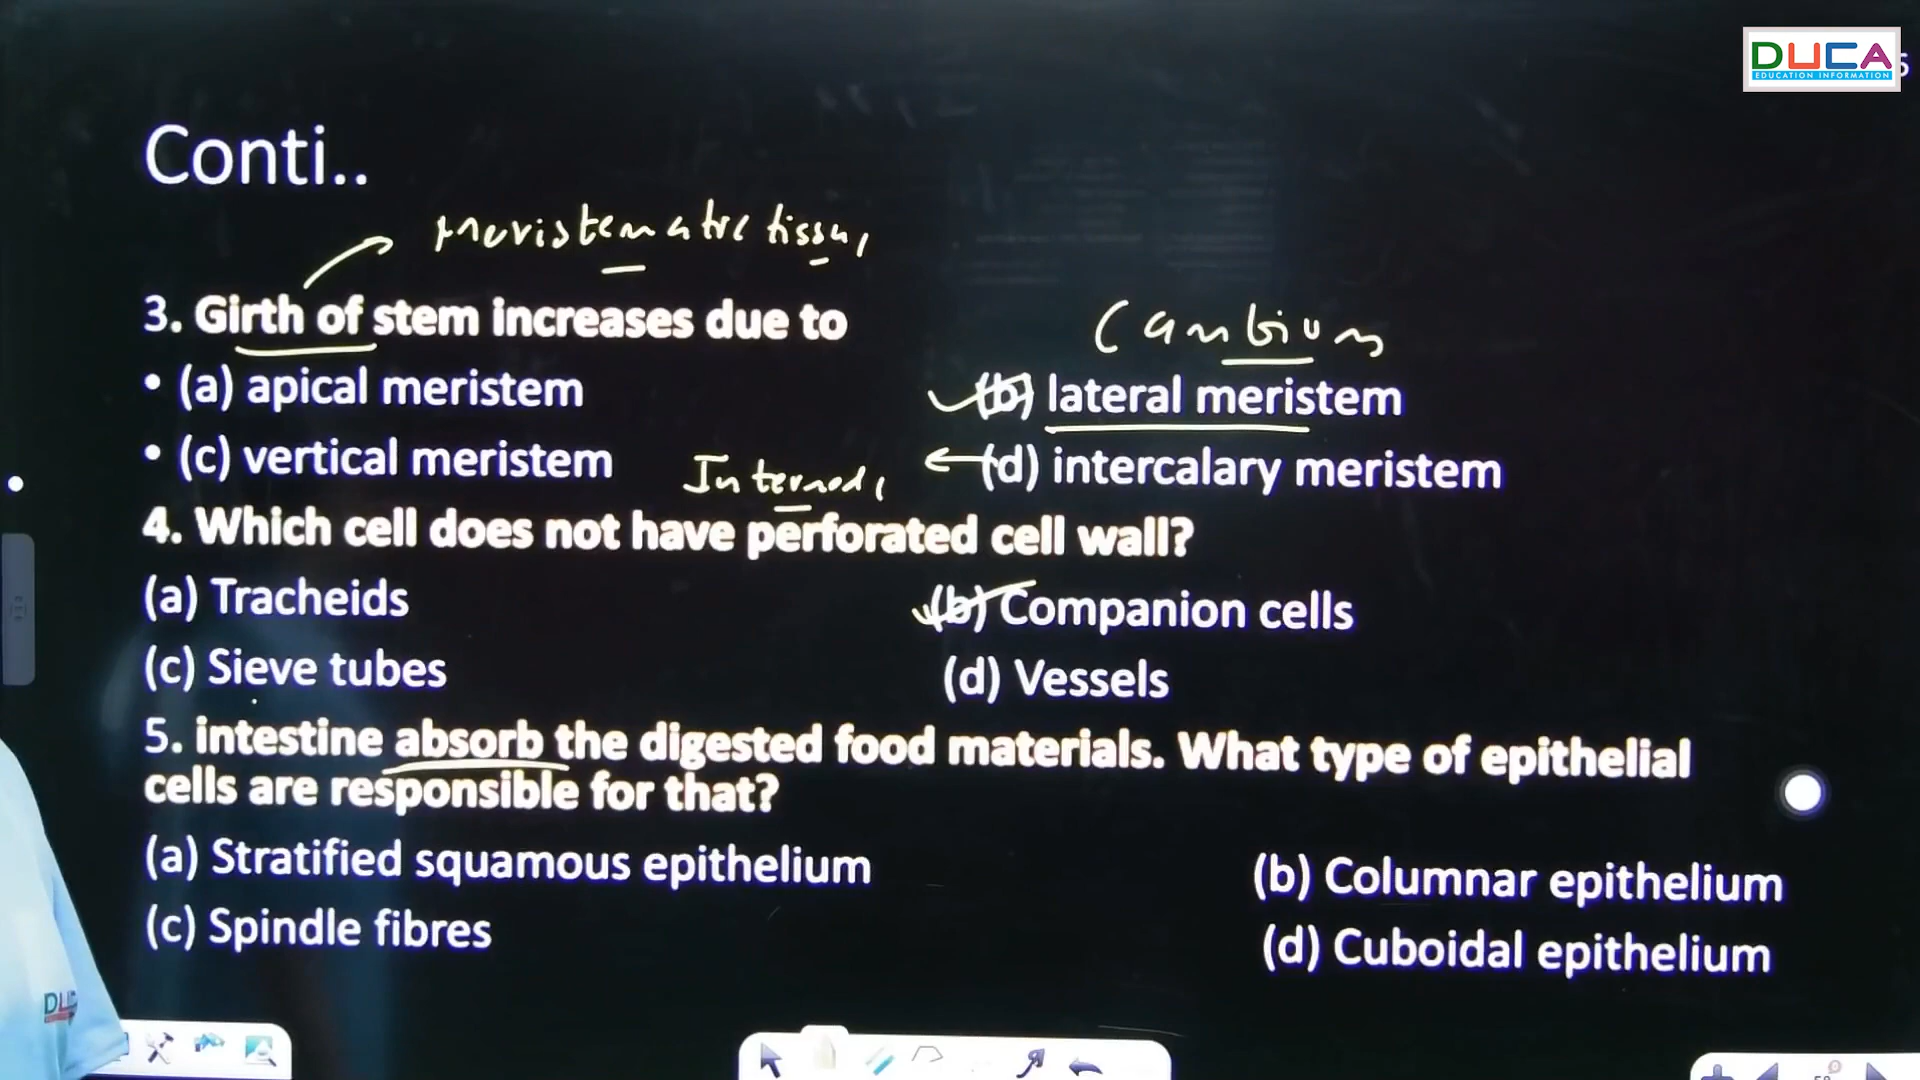 DUCA
EDUCATION INFORMATION
Conti..
3. Girth of stem increases due to
Cambium
• (a) apical meristem
(b) lateral meristem
• (c) vertical meristem
(d) intercalary meristem
4. Which cell does not have perforated cell wall?
(a) Tracheids
(b) Companion cells
(c) Sieve tubes
(d) Vessels
5. intestine absorb the digested food materials. What type of epithelial
cells are responsible for that?
(a) Stratified squamous epithelium
(b) Columnar epithelium
(c) Spindle fibres
(d) Cuboidal epithelium